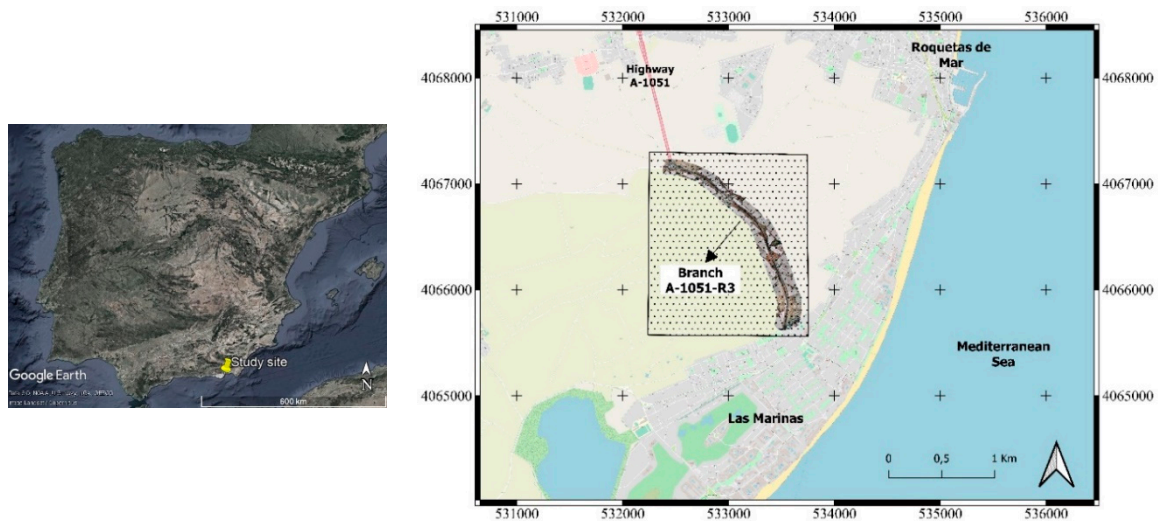 Study site
Google Earth
N
600 km
531000 532000 533000 534000 535000 536000
Roquetas de
Mar
Highway
A-1051
4068000 4068000
4067000 4067000
Branch
A-1051-R3
4066000 4066000
Mediterranean
Sea
4065000 4065000
Las Marinas
0 0,5 1 Km
531000 532000 533000 534000 535000 536000